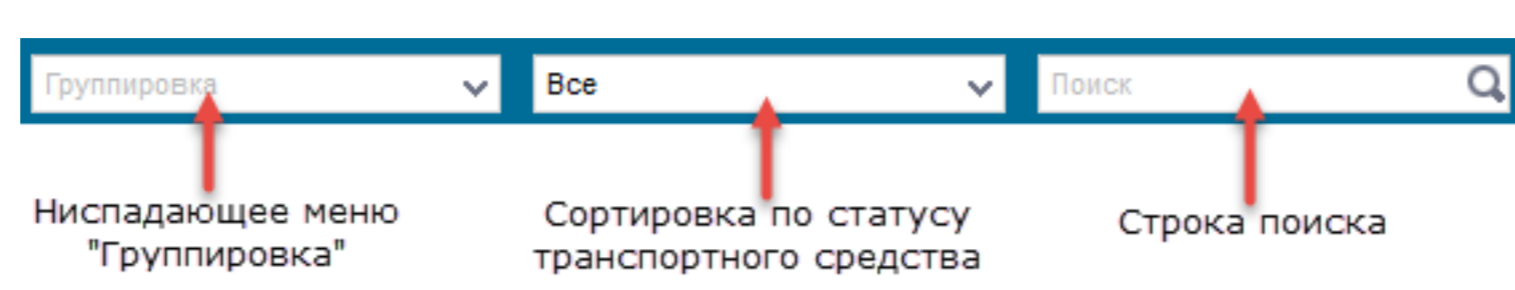 Группировка
Все
Поиск
Ниспадающее меню
"Группировка"
Сортировка по статусу
транспортного средства
Строка поиска